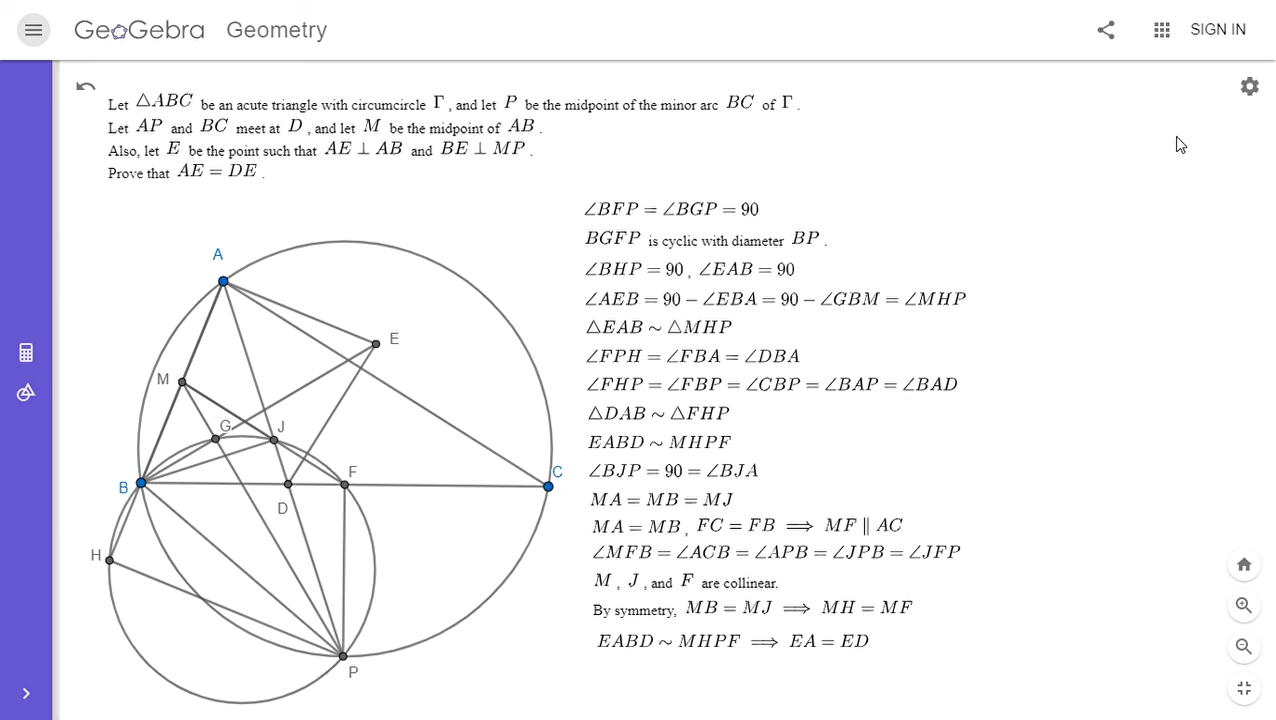 GeoGebra Geometry SIGN IN
Let △ABC be an acute triangle with circumcircle Γ , and let P be the midpoint of the minor arc BC of Γ .
Let AP and BC meet at D , and let M be the midpoint of AB .
Also, let E be the point such that AE ⊥ AB and BE ⊥ MP .
Prove that AE = DE .
∠BFP = ∠BGP = 90
BGFP is cyclic with diameter BP .
∠BHP = 90 , ∠EAB = 90
∠AEB = 90 − ∠EBA = 90 − ∠GBM = ∠MHP
△EAB ∼ △MHP
∠FPH = ∠FBA = ∠DBA
∠FHP = ∠FBP = ∠CBP = ∠BAP = ∠BAD
△DAB ∼ △FHP
EABD ∼ MHPF
∠BJP = 90 = ∠BJA
MA = MB = MJ
MA = MB , FC = FB ⟹ MF ∥ AC
∠MFB = ∠ACB = ∠APB = ∠JPB = ∠JFP
M , J , and F are collinear.
By symmetry, MB = MJ ⟹ MH = MF
EABD ∼ MHPF ⟹ EA = ED
A
E
M
G
J
B
F
C
D
H
P